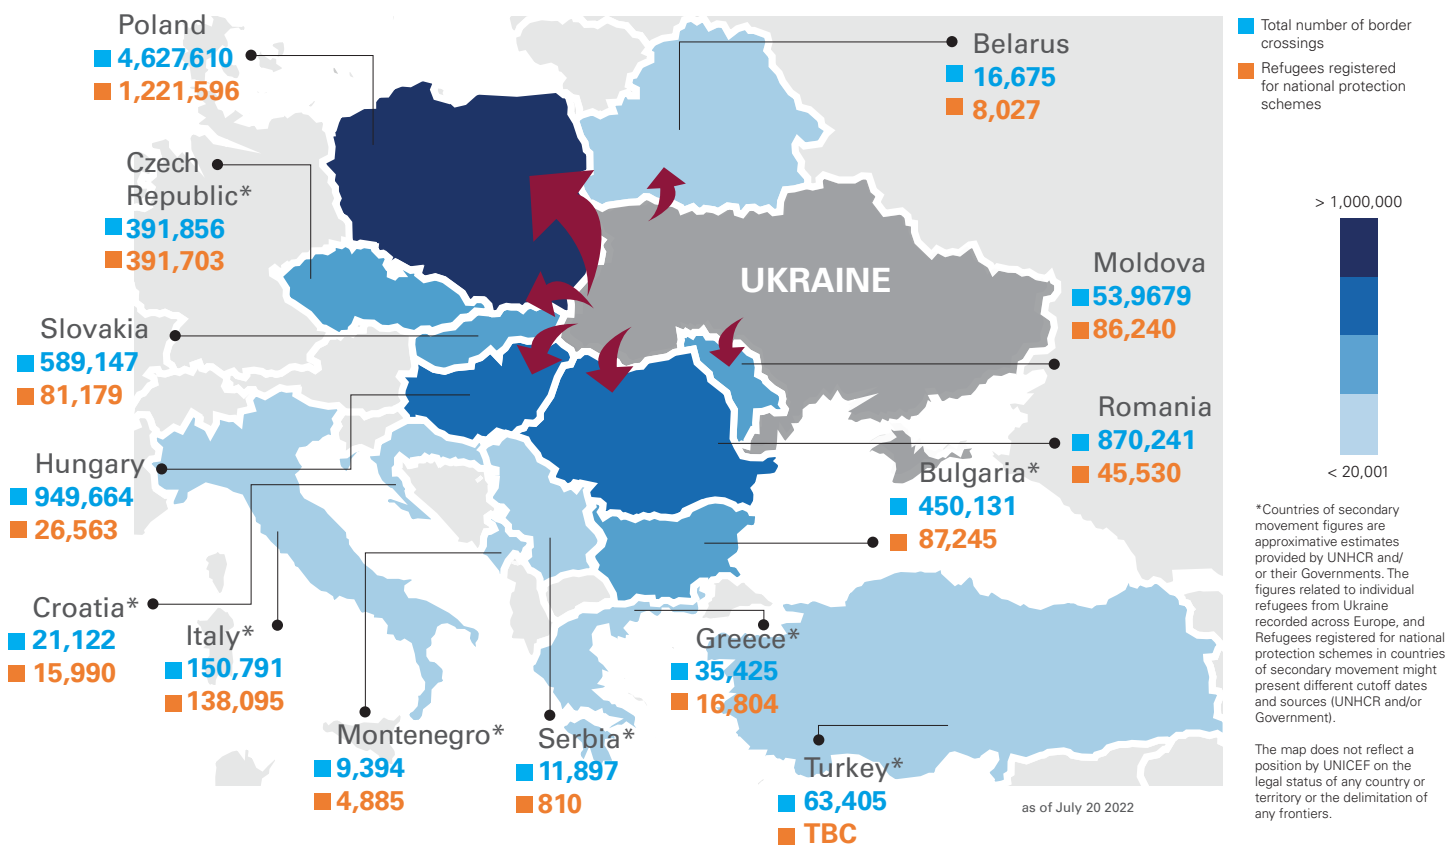 Poland
4,627,610
1,221,596
Belarus
16,675
8,027
Total number of border
crossings
Refugees registered
for national protection
schemes
Czech
Republic*
391,856
391,703
> 1,000,000
< 20,001
UKRAINE
Moldova
53,9679
86,240
Slovakia
589,147
81,179
Romania
870,241
45,530
Hungary
949,664
26,563
Bulgaria*
450,131
87,245
Croatia*
21,122
15,990
Italy*
150,791
138,095
Greece*
35,425
16,804
Montenegro*
9,394
4,885
Serbia*
11,897
810
Turkey*
63,405
TBC
as of July 20 2022
*Countries of secondary
movement figures are
approximative estimates
provided by UNHCR and/
or their Governments. The
figures related to individual
refugees from Ukraine
recorded across Europe, and
Refugees registered for national
protection schemes in countries
of secondary movement might
present different cutoff dates
and sources (UNHCR and/or
Government).
The map does not reflect a
position by UNICEF on the
legal status of any country or
territory or the delimitation of
any frontiers.